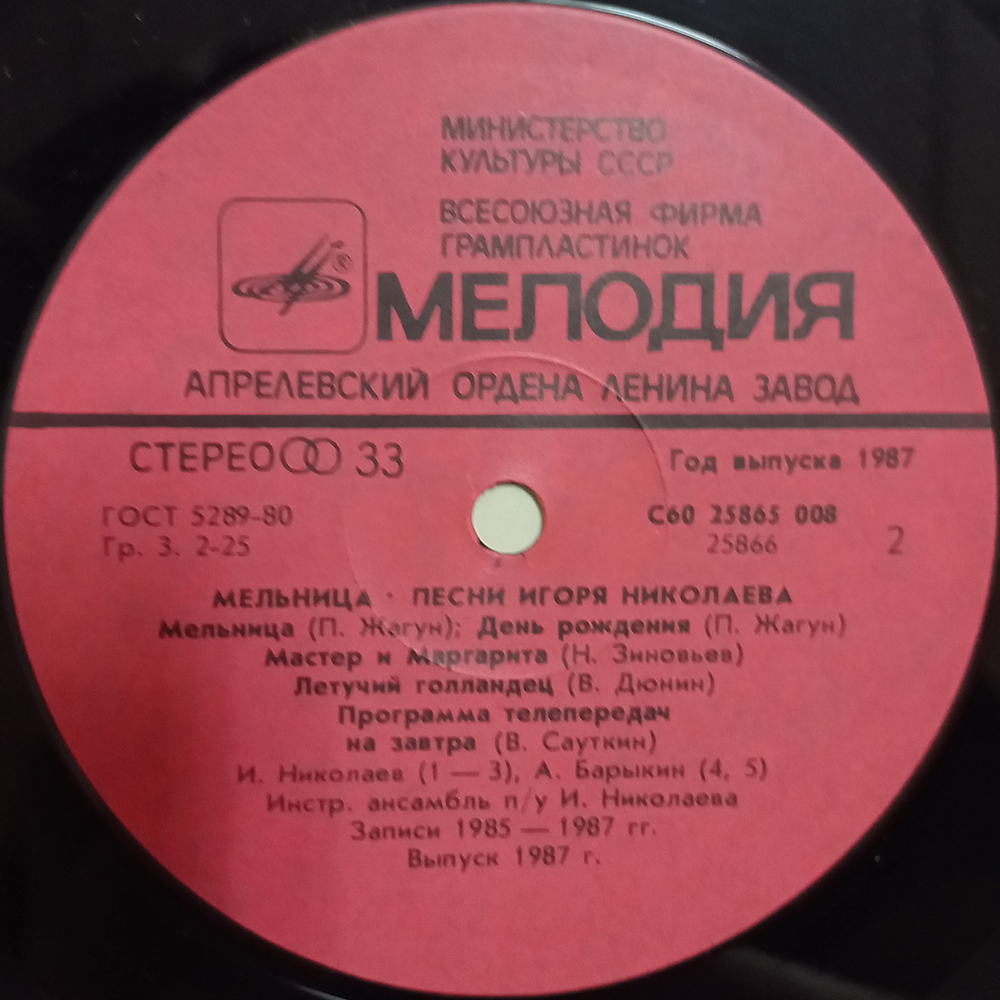 МИНИСТЕРСТВО
КУЛЬТУРЫ СССР
ВСЕСОЮЗНАЯ ФИРМА
ГРАМПЛАСТИНОК
®
МЕЛОДИЯ
АПРЕЛЕВСКИЙ ОРДЕНА ЛЕНИНА ЗАВОД
СТЕРЕО 33
Год выпуска 1987
ГОСТ 5289-80
Гр. 3. 2-25
С60 25865 008
25866
2
МЕЛЬНИЦА · ПЕСНИ ИГОРЯ НИКОЛАЕВА
Мельница (П. Жагун); День рождения (П. Жагун)
Мастер и Маргарита (Н. Зиновьев)
Летучий голландец (В. Дюнин)
Программа телепередач
на завтра (В. Сауткин)
И. Николаев (1 — 3), А. Барыкин (4, 5)
Инстр. ансамбль п/у И. Николаева
Записи 1985 — 1987 гг.
Выпуск 1987 г.